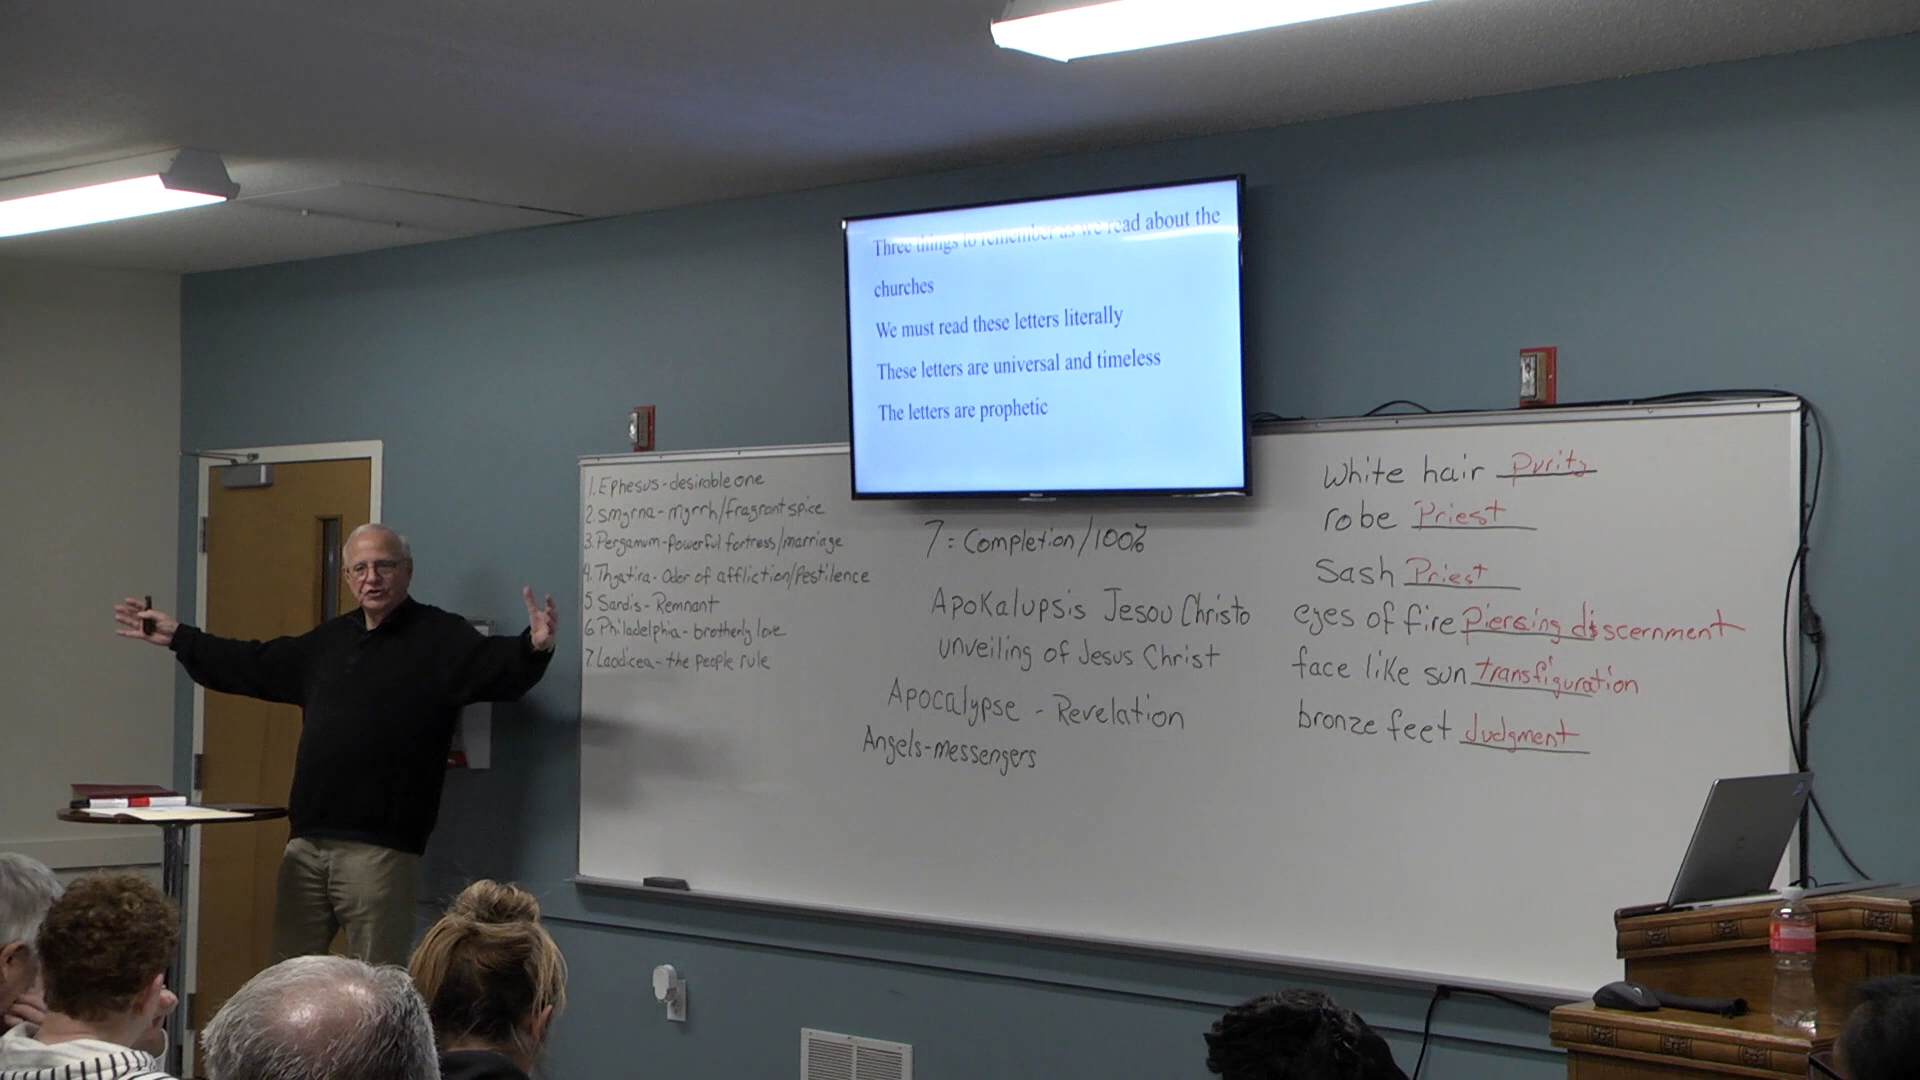 Three things to remember as we read about the
churches
We must read these letters literally
These letters are universal and timeless
The letters are prophetic
1. Ephesus - desirable one
2. Smyrna - Myrrh/fragrant spice
3. Pergamum - Powerful fortress/marriage
4. Thyatira - Odor of affliction/Pestilence
5. Sardis - Remnant
6. Philadelphia - brotherly love
7. Laodicea - the people rule
7 = Completion/100%
Apokalupsis Jesou Christo
unveiling of Jesus Christ
Apocalypse - Revelation
Angels - messengers
White hair Purity
robe Priest
Sash Priest
eyes of fire piercing discernment
face like sun transfiguration
bronze feet Judgment